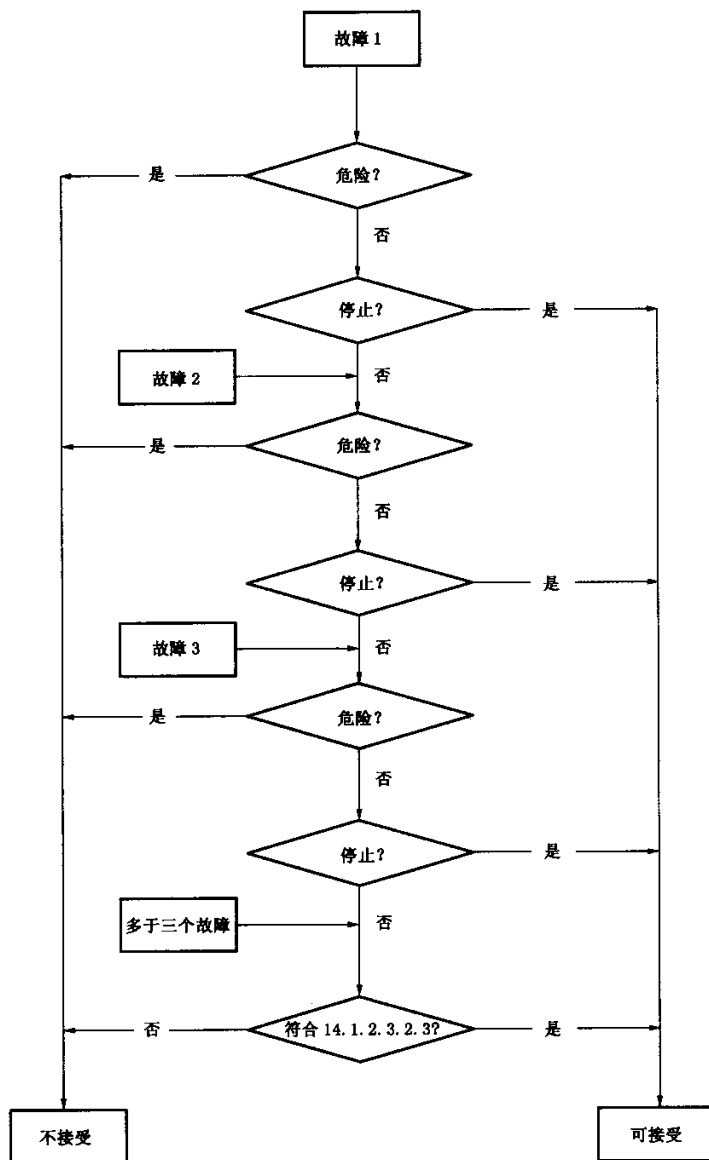 故障 1
危险?
是
否
停止?
是
故障 2
否
危险?
是
否
停止?
是
故障 3
否
危险?
是
否
停止?
是
多于三个故障
否
符合 14.1.2.3.2.3?
否
是
不接受
可接受